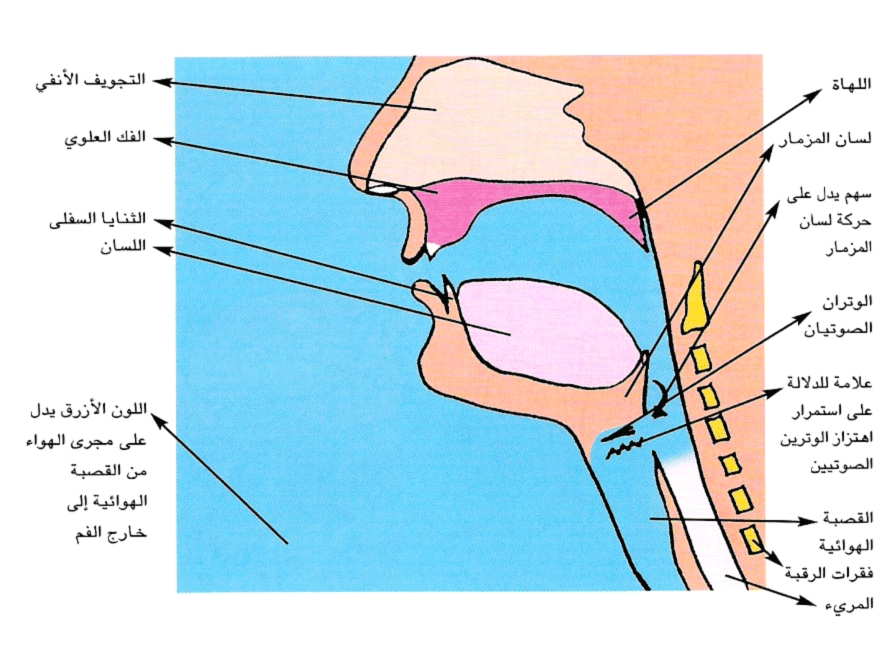 اللهاة
لسان المزمار
سهم يدل على
حركة لسان
المزمار
الوتران
الصوتيان
علامة للدلالة
على استمرار
اهتزاز الوترين
الصوتيين
القصبة
الهوائية
فقرات الرقبة
المريء
التجويف الأنفي
الفك العلوي
الثنايا السفلى
اللسان
اللون الأزرق يدل
على مجرى الهواء
من القصبة
الهوائية إلى
خارج الفم